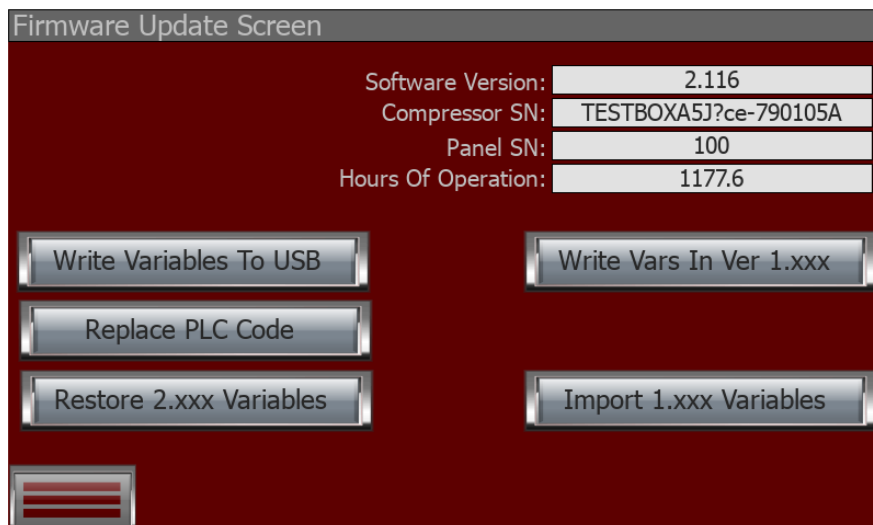 Firmware Update Screen
Software Version: 2.116
Compressor SN: TESTBOXA5J?ce-790105A
Panel SN: 100
Hours Of Operation: 1177.6
Write Variables To USB
Write Vars In Ver 1.xxx
Replace PLC Code
Restore 2.xxx Variables
Import 1.xxx Variables